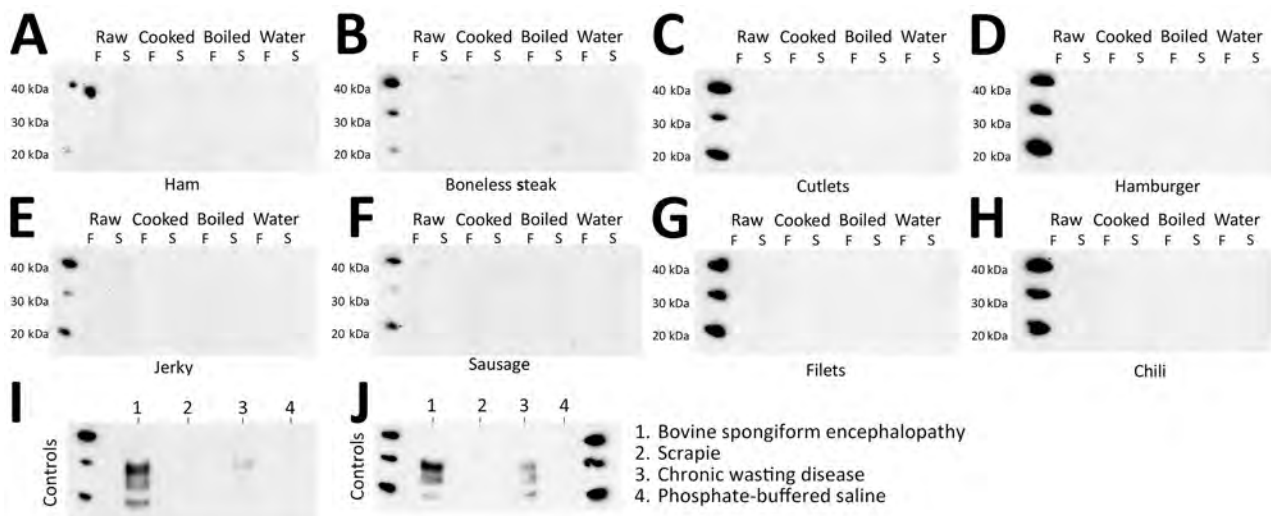 A
Raw Cooked Boiled Water
F S F S F S F S
40 kDa
30 kDa
20 kDa
Ham
B
Raw Cooked Boiled Water
F S F S F S F S
40 kDa
30 kDa
20 kDa
Boneless steak
C
Raw Cooked Boiled Water
F S F S F S F S
40 kDa
30 kDa
20 kDa
Cutlets
D
Raw Cooked Boiled Water
F S F S F S F S
40 kDa
30 kDa
20 kDa
Hamburger
E
Raw Cooked Boiled Water
F S F S F S F S
40 kDa
30 kDa
20 kDa
Jerky
F
Raw Cooked Boiled Water
F S F S F S F S
40 kDa
30 kDa
20 kDa
Sausage
G
Raw Cooked Boiled Water
F S F S F S F S
40 kDa
30 kDa
20 kDa
Filets
H
Raw Cooked Boiled Water
F S F S F S F S
40 kDa
30 kDa
20 kDa
Chili
I
1 2 3 4
Controls
J
1 2 3 4
Controls
1. Bovine spongiform encephalopathy
2. Scrapie
3. Chronic wasting disease
4. Phosphate-buffered saline